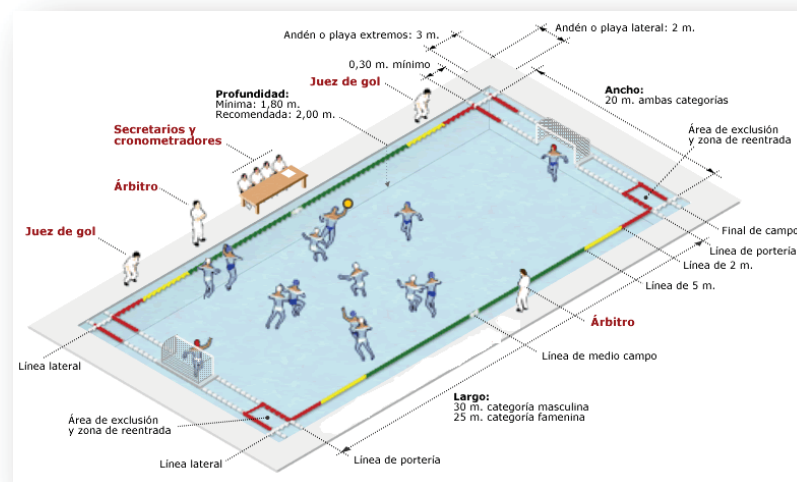 Andén o playa extremos: 3 m.
Andén o playa lateral: 2 m.
0,30 m. mínimo
Juez de gol
Profundidad:
Mínima: 1,80 m.
Recomendada: 2,00 m.
Ancho:
20 m. ambas categorías
Secretarios y
cronometradores
Área de exclusión
y zona de reentrada
Árbitro
Juez de gol
Final de campo
Línea de portería
Línea de 2 m.
Línea de 5 m.
Árbitro
Línea de medio campo
Línea lateral
Largo:
30 m. categoría masculina
25 m. categoría famenina
Área de exclusión
y zona de reentrada
Línea lateral
Línea de portería